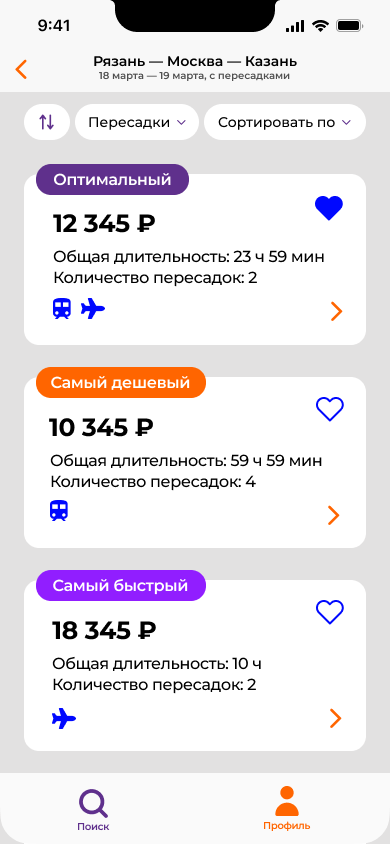 9:41
Рязань — Москва — Казань
18 марта — 19 марта, с пересадками
Пересадки
Сортировать по
Оптимальный
12 345 ₽
Общая длительность: 23 ч 59 мин
Количество пересадок: 2
Самый дешевый
10 345 ₽
Общая длительность: 59 ч 59 мин
Количество пересадок: 4
Самый быстрый
18 345 ₽
Общая длительность: 10 ч
Количество пересадок: 2
Поиск
Профиль